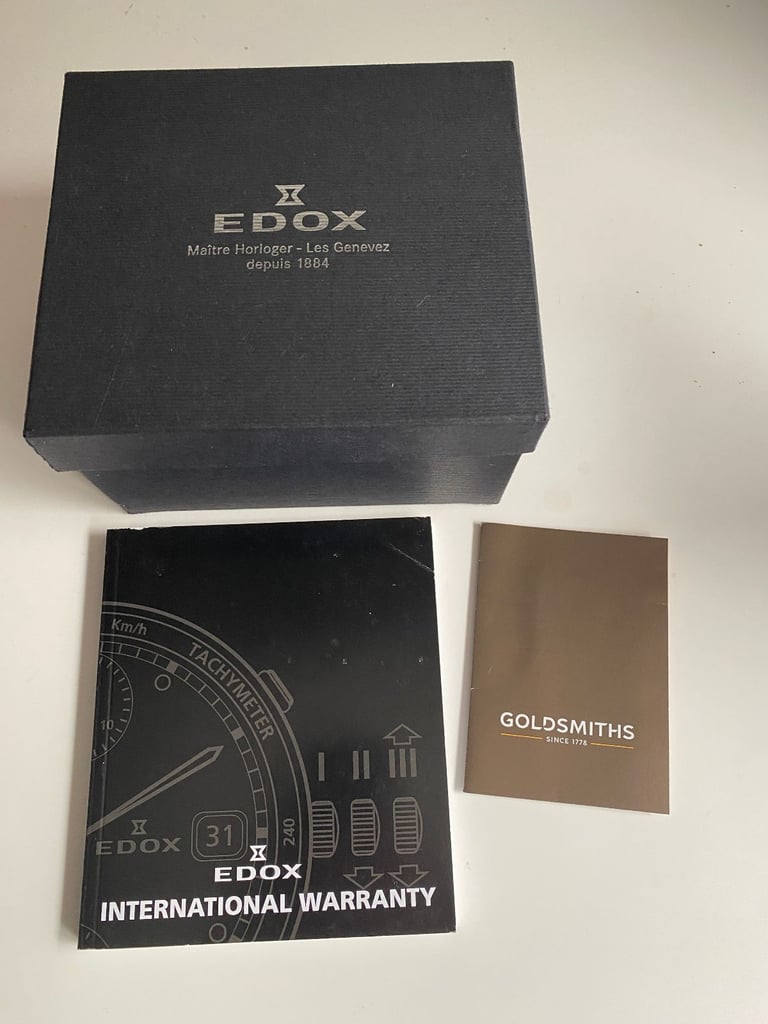 EDOX
Maître Horloger - Les Genevez
depuis 1884
Km/h
TACHYMETER
10
I II III
240
EDOX 31
EDOX
INTERNATIONAL WARRANTY
GOLDSMITHS
SINCE 1778